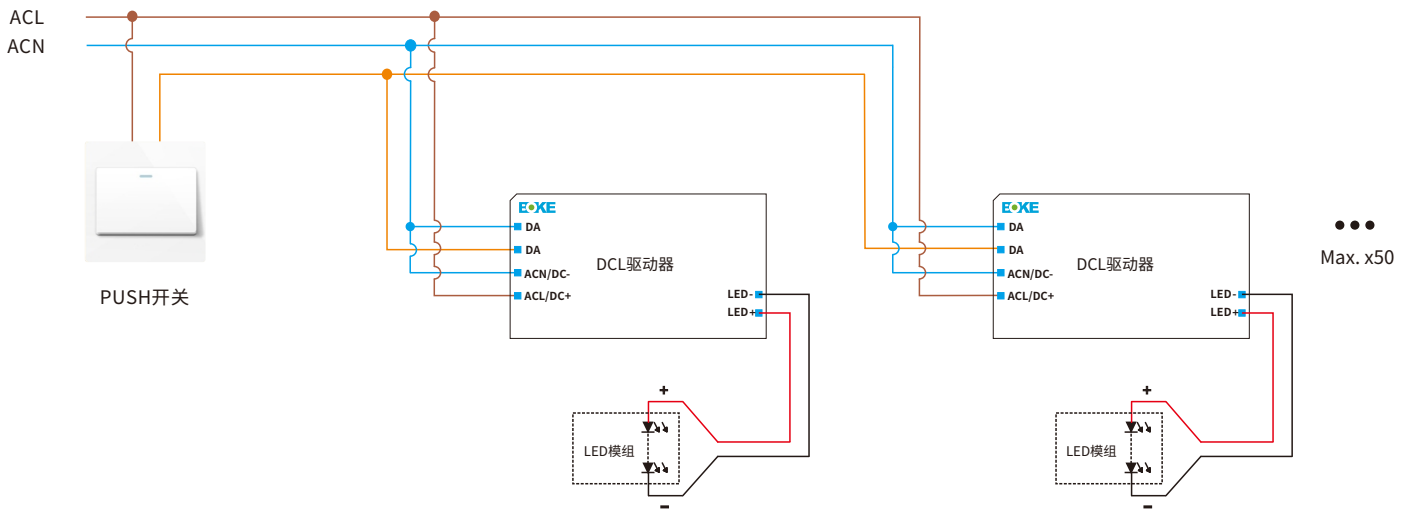 ACL
ACN
PUSH开关
EOKE
DA
DA
ACN/DC-
ACL/DC+
DCL驱动器
LED-
LED+
+
LED模组
-
EOKE
DA
DA
ACN/DC-
ACL/DC+
DCL驱动器
LED-
LED+
+
LED模组
-
•••
Max. x50